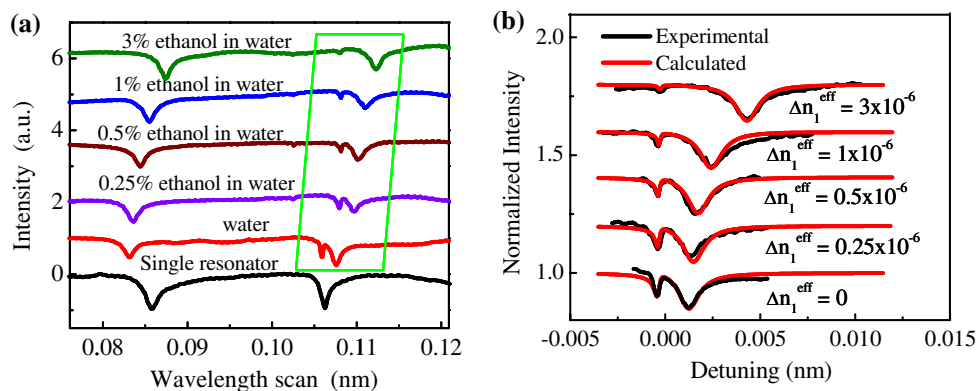 (a)
6
4
2
0
Intensity (a.u.)
3% ethanol in water
1% ethanol in water
0.5% ethanol in water
0.25% ethanol in water
water
Single resonator
0.08 0.09 0.10 0.11 0.12
Wavelength scan (nm)
(b)
2.0
1.5
1.0
Normalized Intensity
Experimental
Calculated
Δn₁ᵉᶠᶠ = 3x10⁻⁶
Δn₁ᵉᶠᶠ = 1x10⁻⁶
Δn₁ᵉᶠᶠ = 0.5x10⁻⁶
Δn₁ᵉᶠᶠ = 0.25x10⁻⁶
Δn₁ᵉᶠᶠ = 0
-0.005 0.000 0.005 0.010 0.015
Detuning (nm)